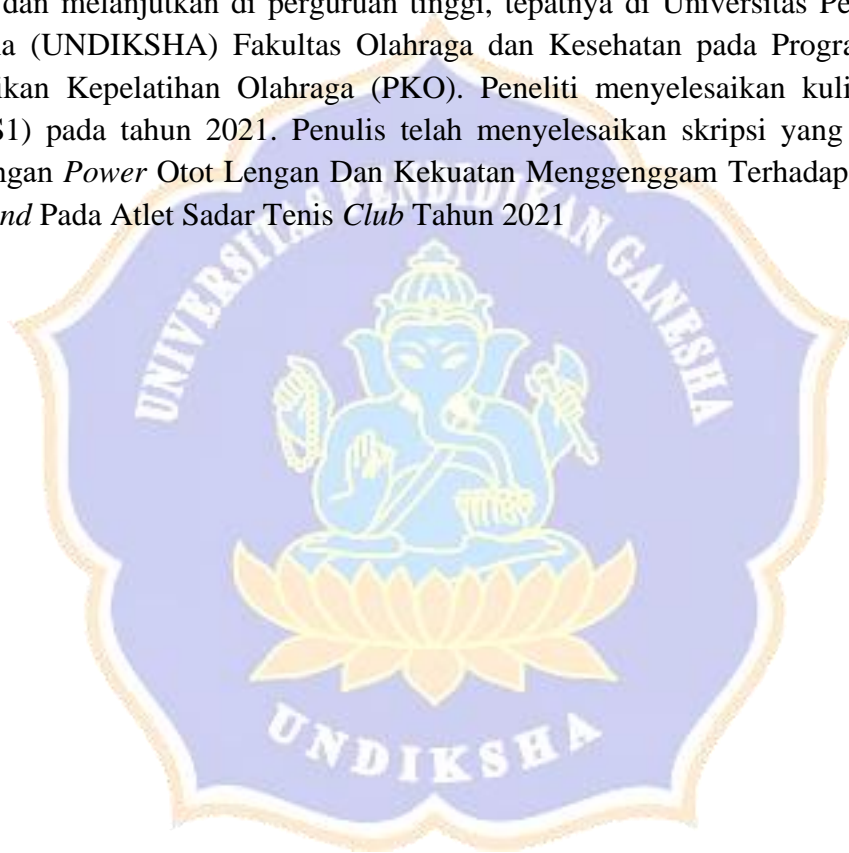 dan melanjutkan di perguruan tinggi, tepatnya di Universitas Pe
a (UNDIKSHA) Fakultas Olahraga dan Kesehatan pada Progra
ikan Kepelatihan Olahraga (PKO). Peneliti menyelesaikan kuli
S1) pada tahun 2021. Penulis telah menyelesaikan skripsi yang
ngan Power Otot Lengan Dan Kekuatan Menggenggam Terhadap
nd Pada Atlet Sadar Tenis Club Tahun 2021
UNIVERSITAS PENDIDIKAN GANESHA
UNDIKSHA